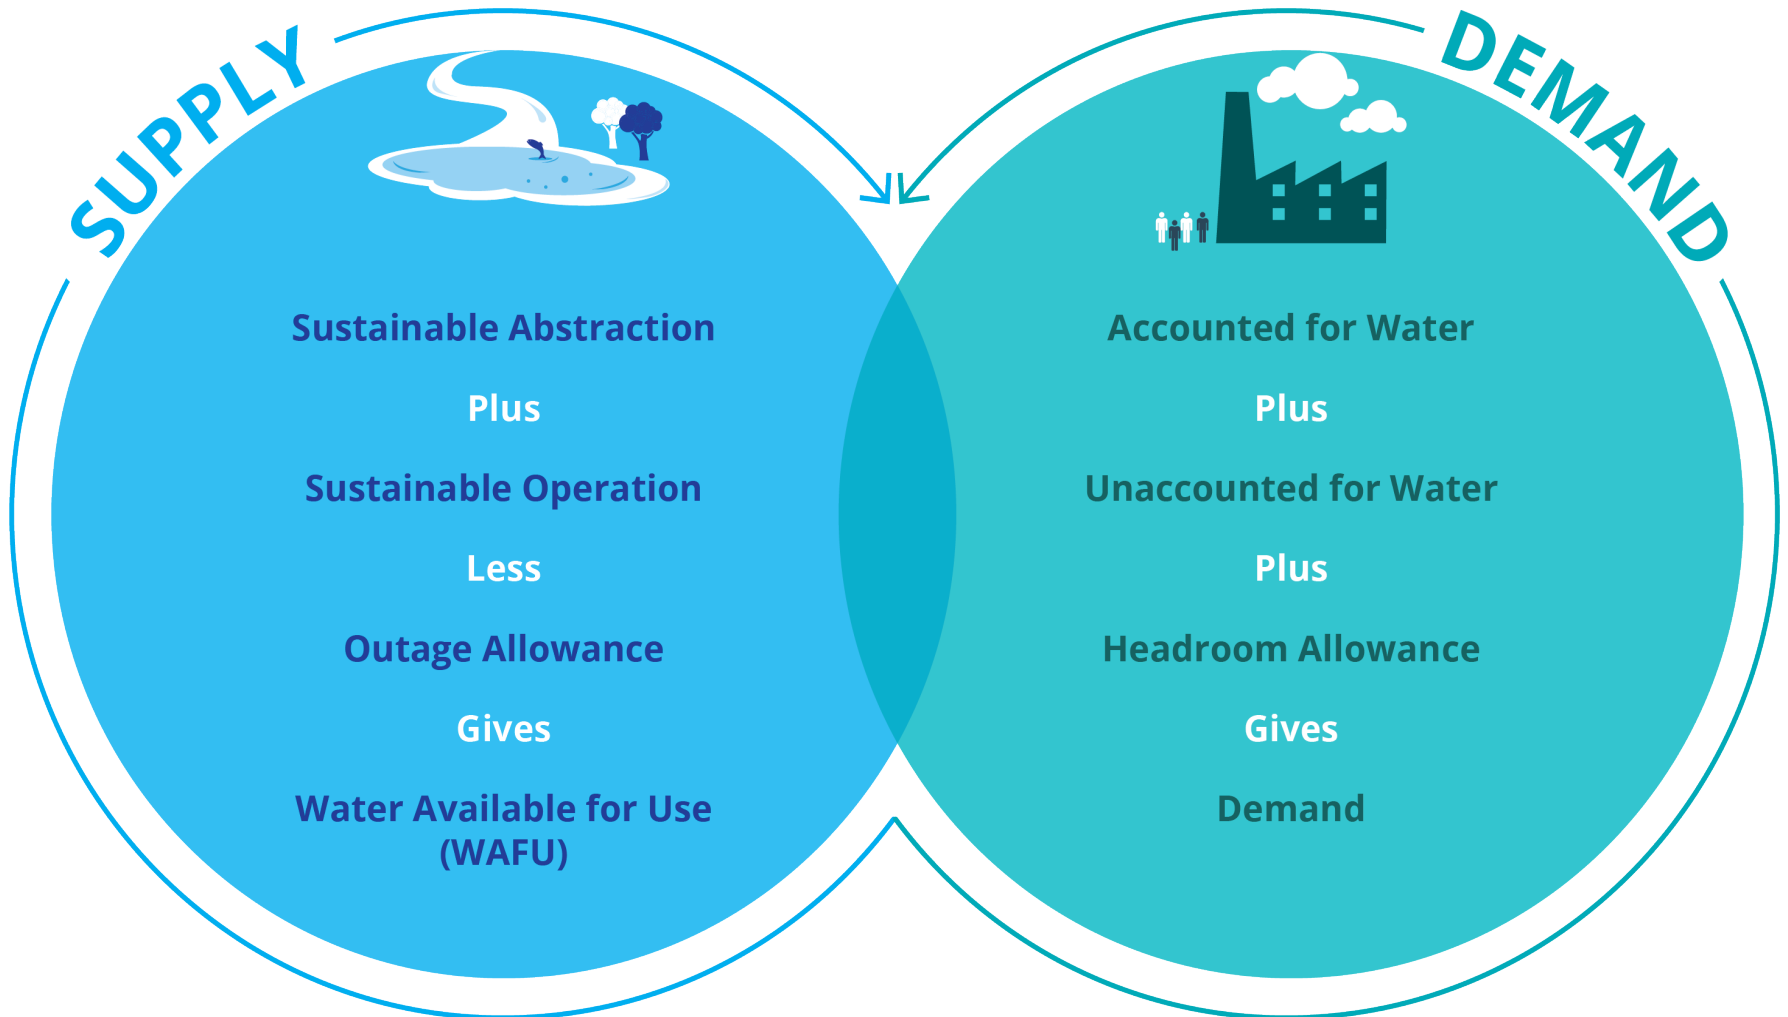 SUPPLY
Sustainable Abstraction
Plus
Sustainable Operation
Less
Outage Allowance
Gives
Water Available for Use
(WAFU)
DEMAND
Accounted for Water
Plus
Unaccounted for Water
Plus
Headroom Allowance
Gives
Demand